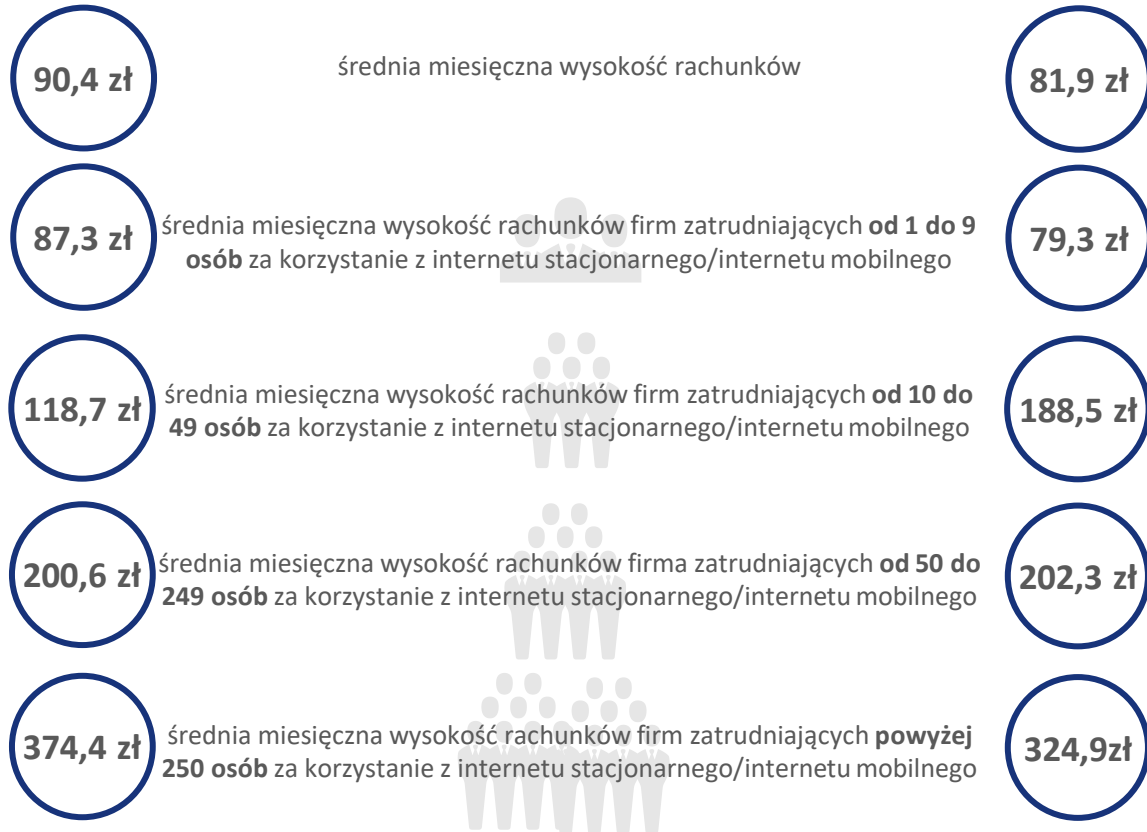 90,4 zł
średnia miesięczna wysokość rachunków
81,9 zł
87,3 zł
średnia miesięczna wysokość rachunków firm zatrudniających od 1 do 9
osób za korzystanie z internetu stacjonarnego/internetu mobilnego
79,3 zł
118,7 zł
średnia miesięczna wysokość rachunków firm zatrudniających od 10 do
49 osób za korzystanie z internetu stacjonarnego/internetu mobilnego
188,5 zł
200,6 zł
średnia miesięczna wysokość rachunków firma zatrudniających od 50 do
249 osób za korzystanie z internetu stacjonarnego/internetu mobilnego
202,3 zł
374,4 zł
średnia miesięczna wysokość rachunków firm zatrudniających powyżej
250 osób za korzystanie z internetu stacjonarnego/internetu mobilnego
324,9zł